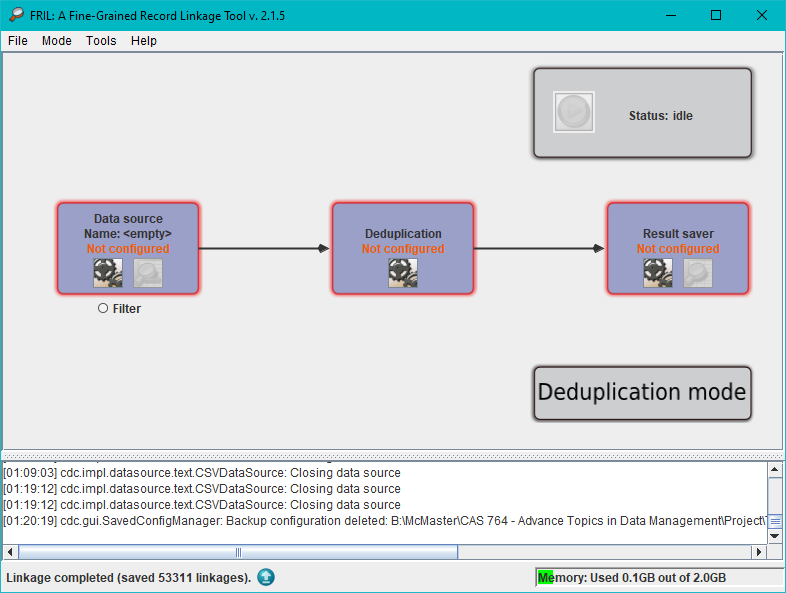 FRIL: A Fine-Grained Record Linkage Tool v. 2.1.5
File Mode Tools Help
Status: idle
Data source
Name: <empty>
Not configured
Filter
Deduplication
Not configured
Result saver
Not configured
Deduplication mode
[01:09:03] cdc.impl.datasource.text.CSVDataSource: Closing data source
[01:19:12] cdc.impl.datasource.text.CSVDataSource: Closing data source
[01:19:12] cdc.impl.datasource.text.CSVDataSource: Closing data source
[01:20:19] cdc.gui.SavedConfigManager: Backup configuration deleted: B:\McMaster\CAS 764 - Advance Topics in Data Management\Project\
Linkage completed (saved 53311 linkages).
Memory: Used 0.1GB out of 2.0GB